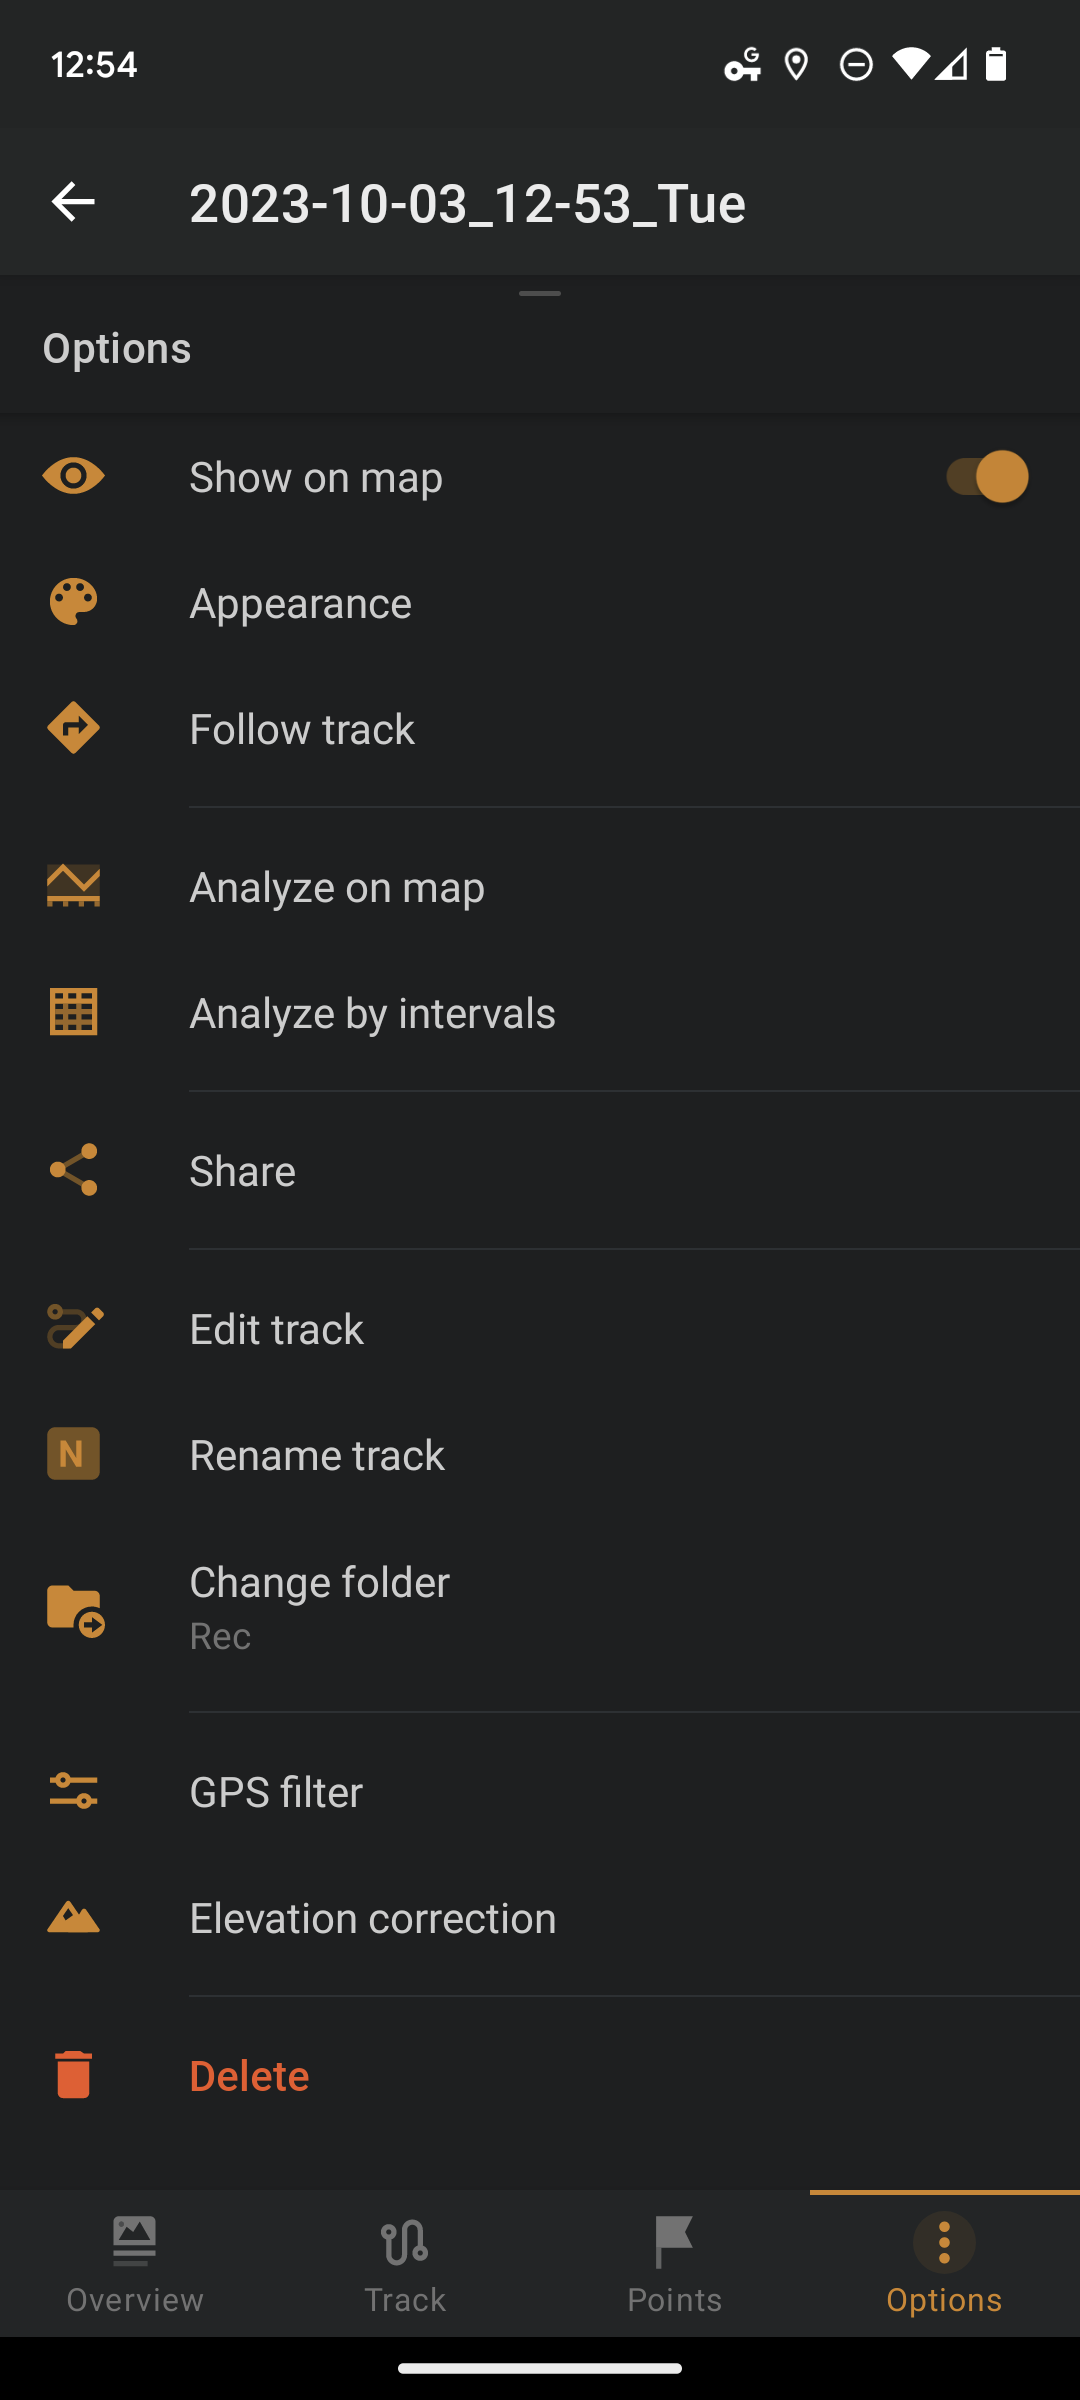 12:54
G
2023-10-03_12-53_Tue
Options
Show on map
Appearance
Follow track
Analyze on map
Analyze by intervals
Share
Edit track
N
Rename track
Change folder
Rec
GPS filter
Elevation correction
Delete
Overview
Track
Points
Options